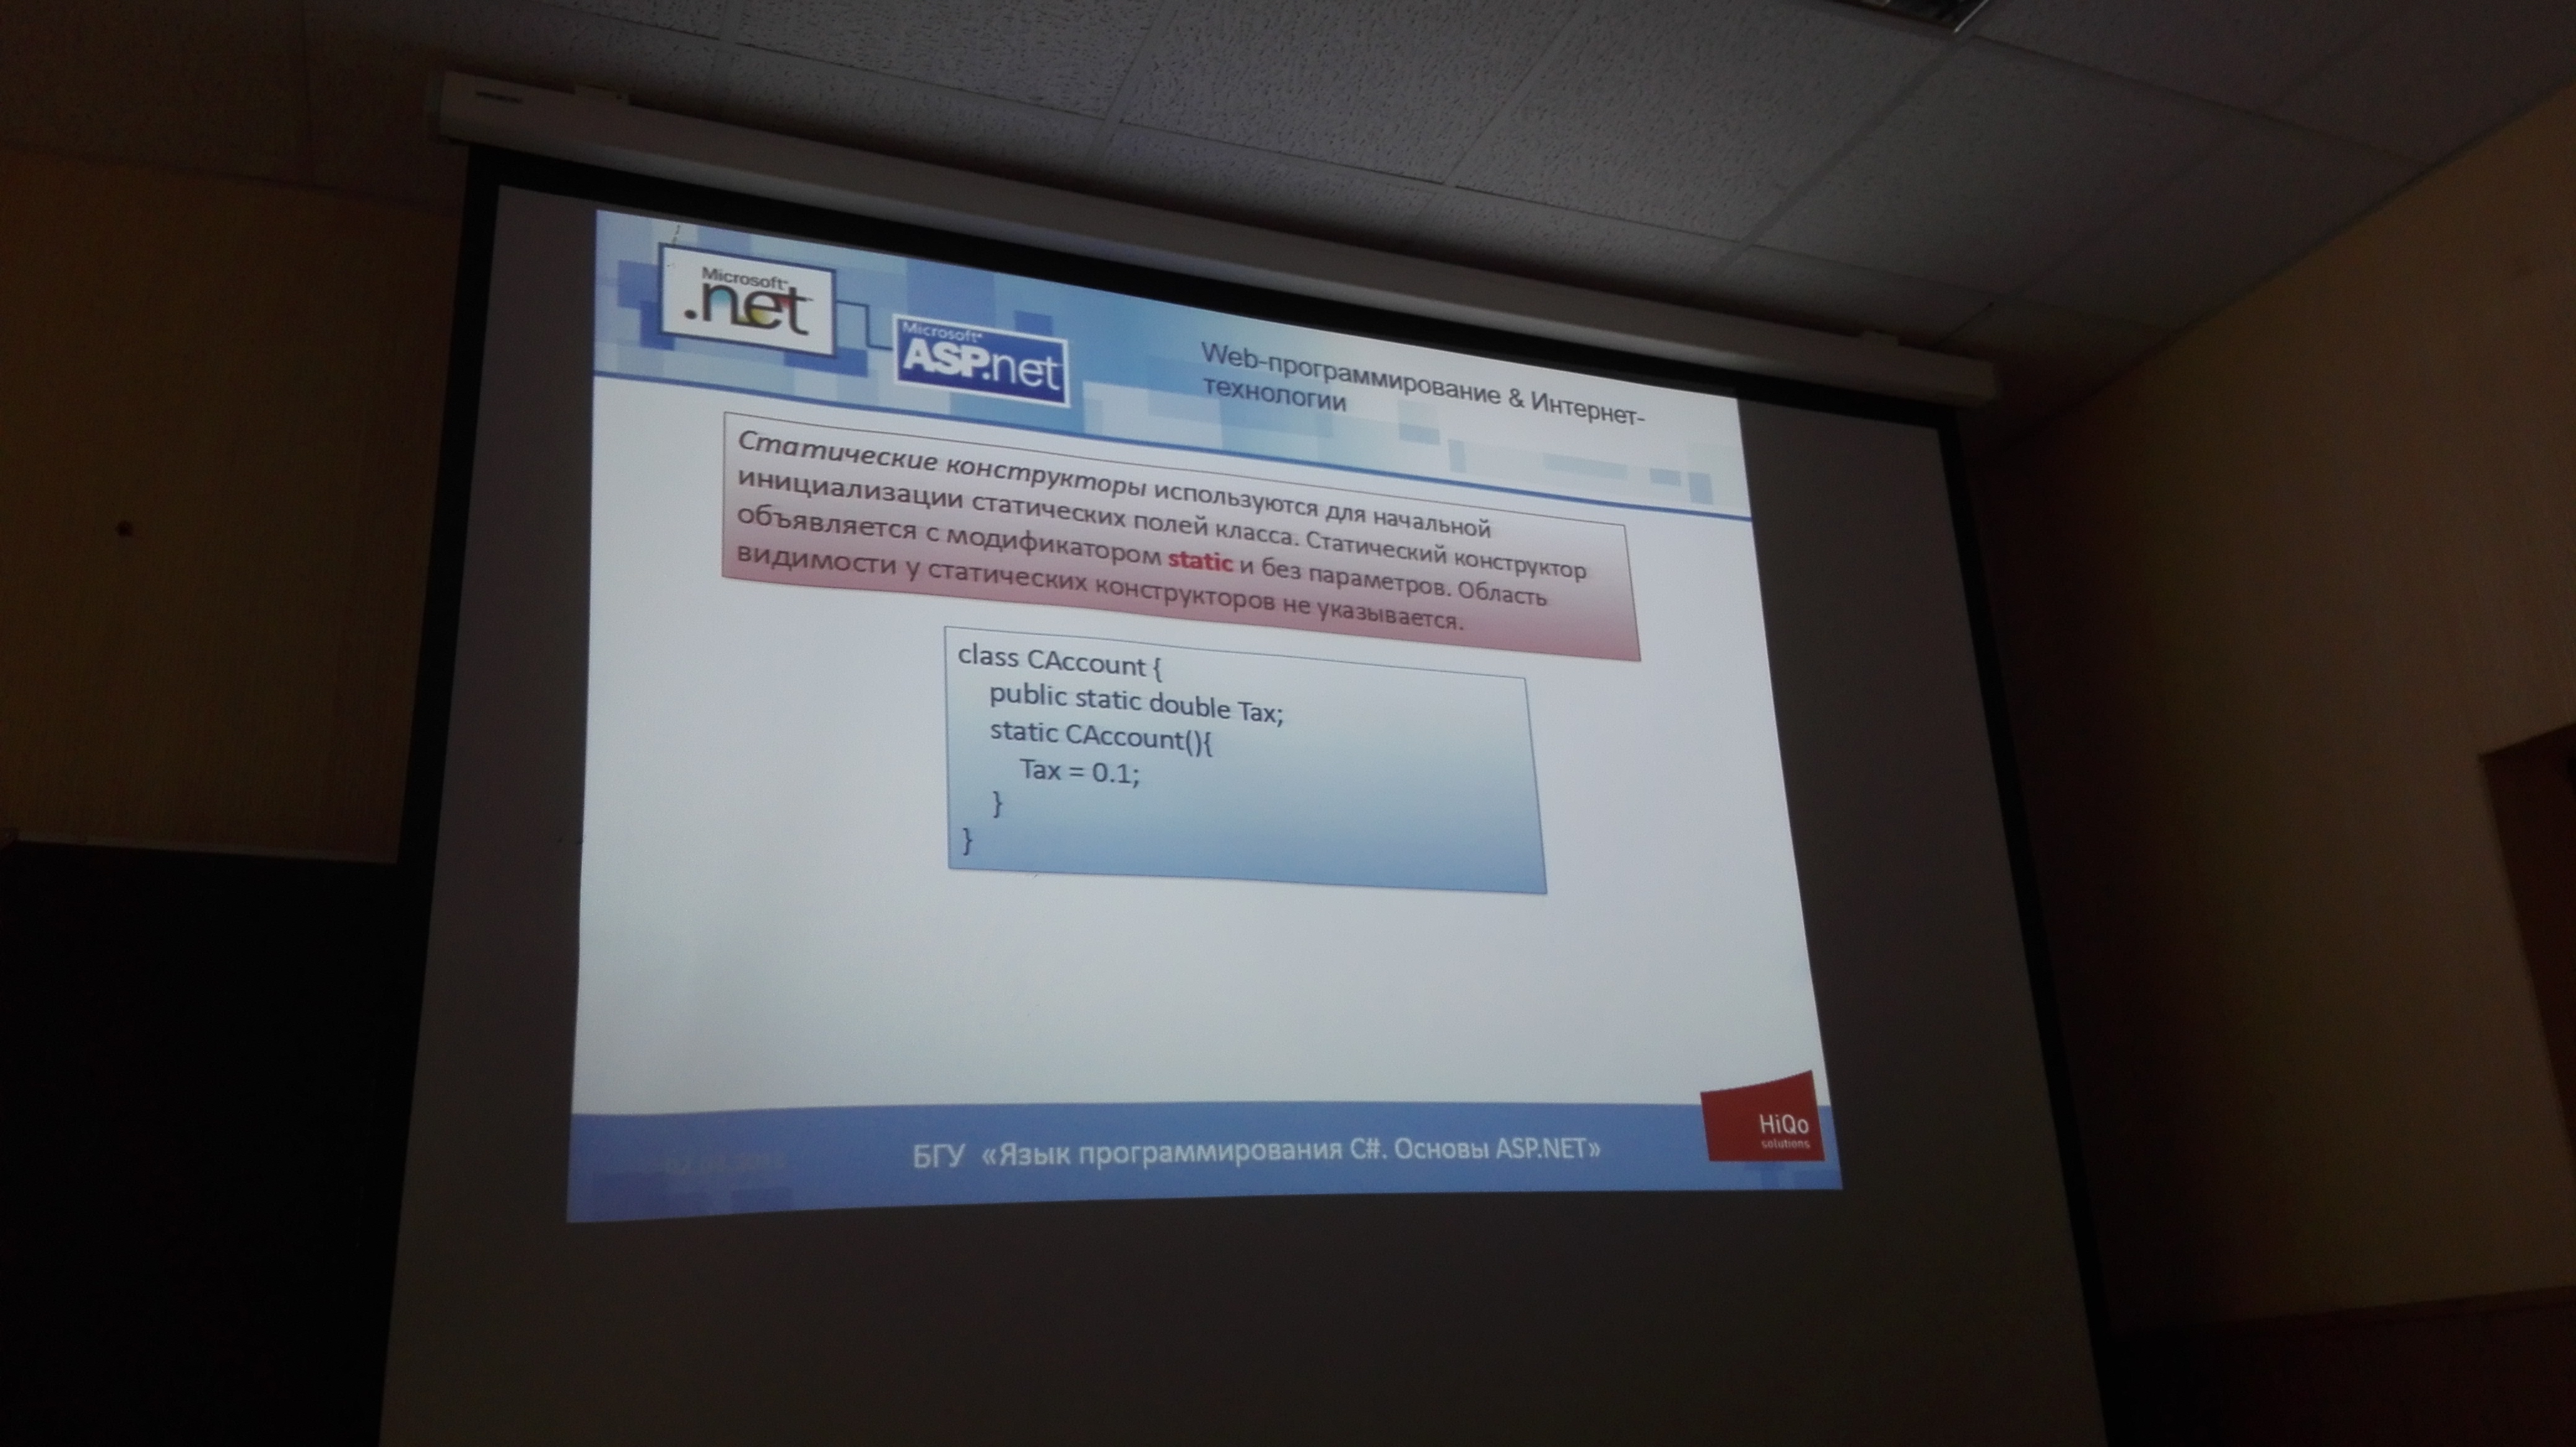 Microsoft
.net
Microsoft
ASP.net
Web-программирование & Интернет-
технологии
Статические конструкторы используются для начальной
инициализации статических полей класса. Статический конструктор
объявляется с модификатором static и без параметров. Область
видимости у статических конструкторов не указывается.
class CAccount {
public static double Tax;
static CAccount(){
Tax = 0.1;
}
}
БГУ «Язык программирования C#. Основы ASP.NET»
HiQo
solutions